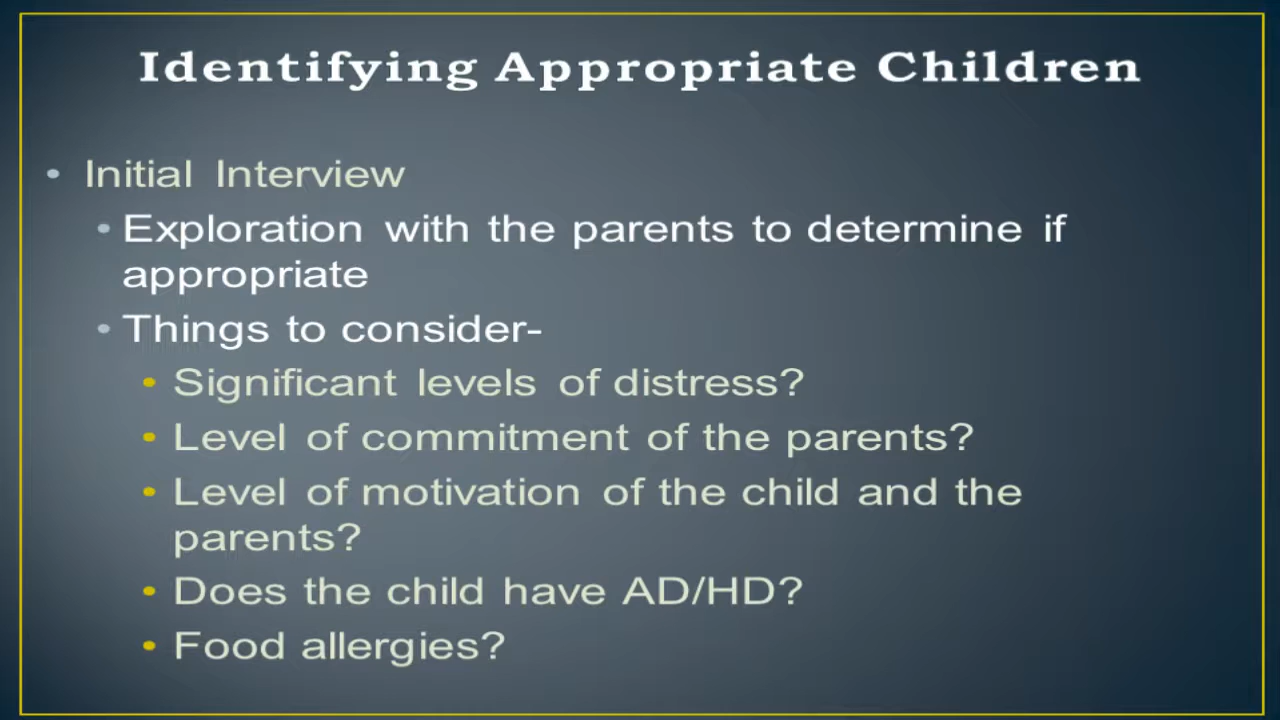 Identifying Appropriate Children
• Initial Interview
• Exploration with the parents to determine if
appropriate
• Things to consider-
• Significant levels of distress?
• Level of commitment of the parents?
• Level of motivation of the child and the
parents?
• Does the child have AD/HD?
• Food allergies?